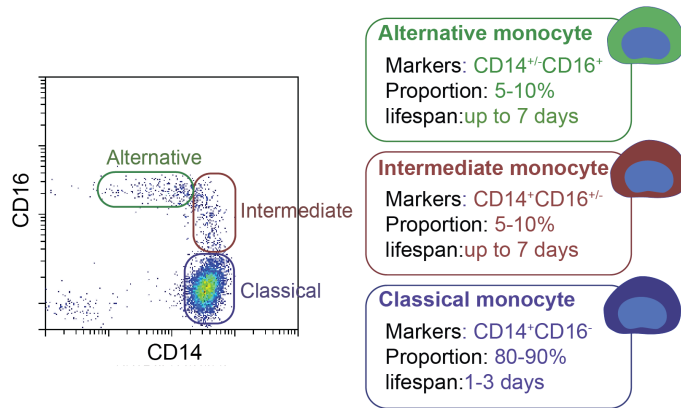 CD16
Alternative
Intermediate
Classical
CD14
Alternative monocyte
Markers: CD14⁺/⁻CD16⁺
Proportion: 5-10%
lifespan:up to 7 days
Intermediate monocyte
Markers: CD14⁺CD16⁺/⁻
Proportion: 5-10%
lifespan:up to 7 days
Classical monocyte
Markers: CD14⁺CD16⁻
Proportion: 80-90%
lifespan:1-3 days